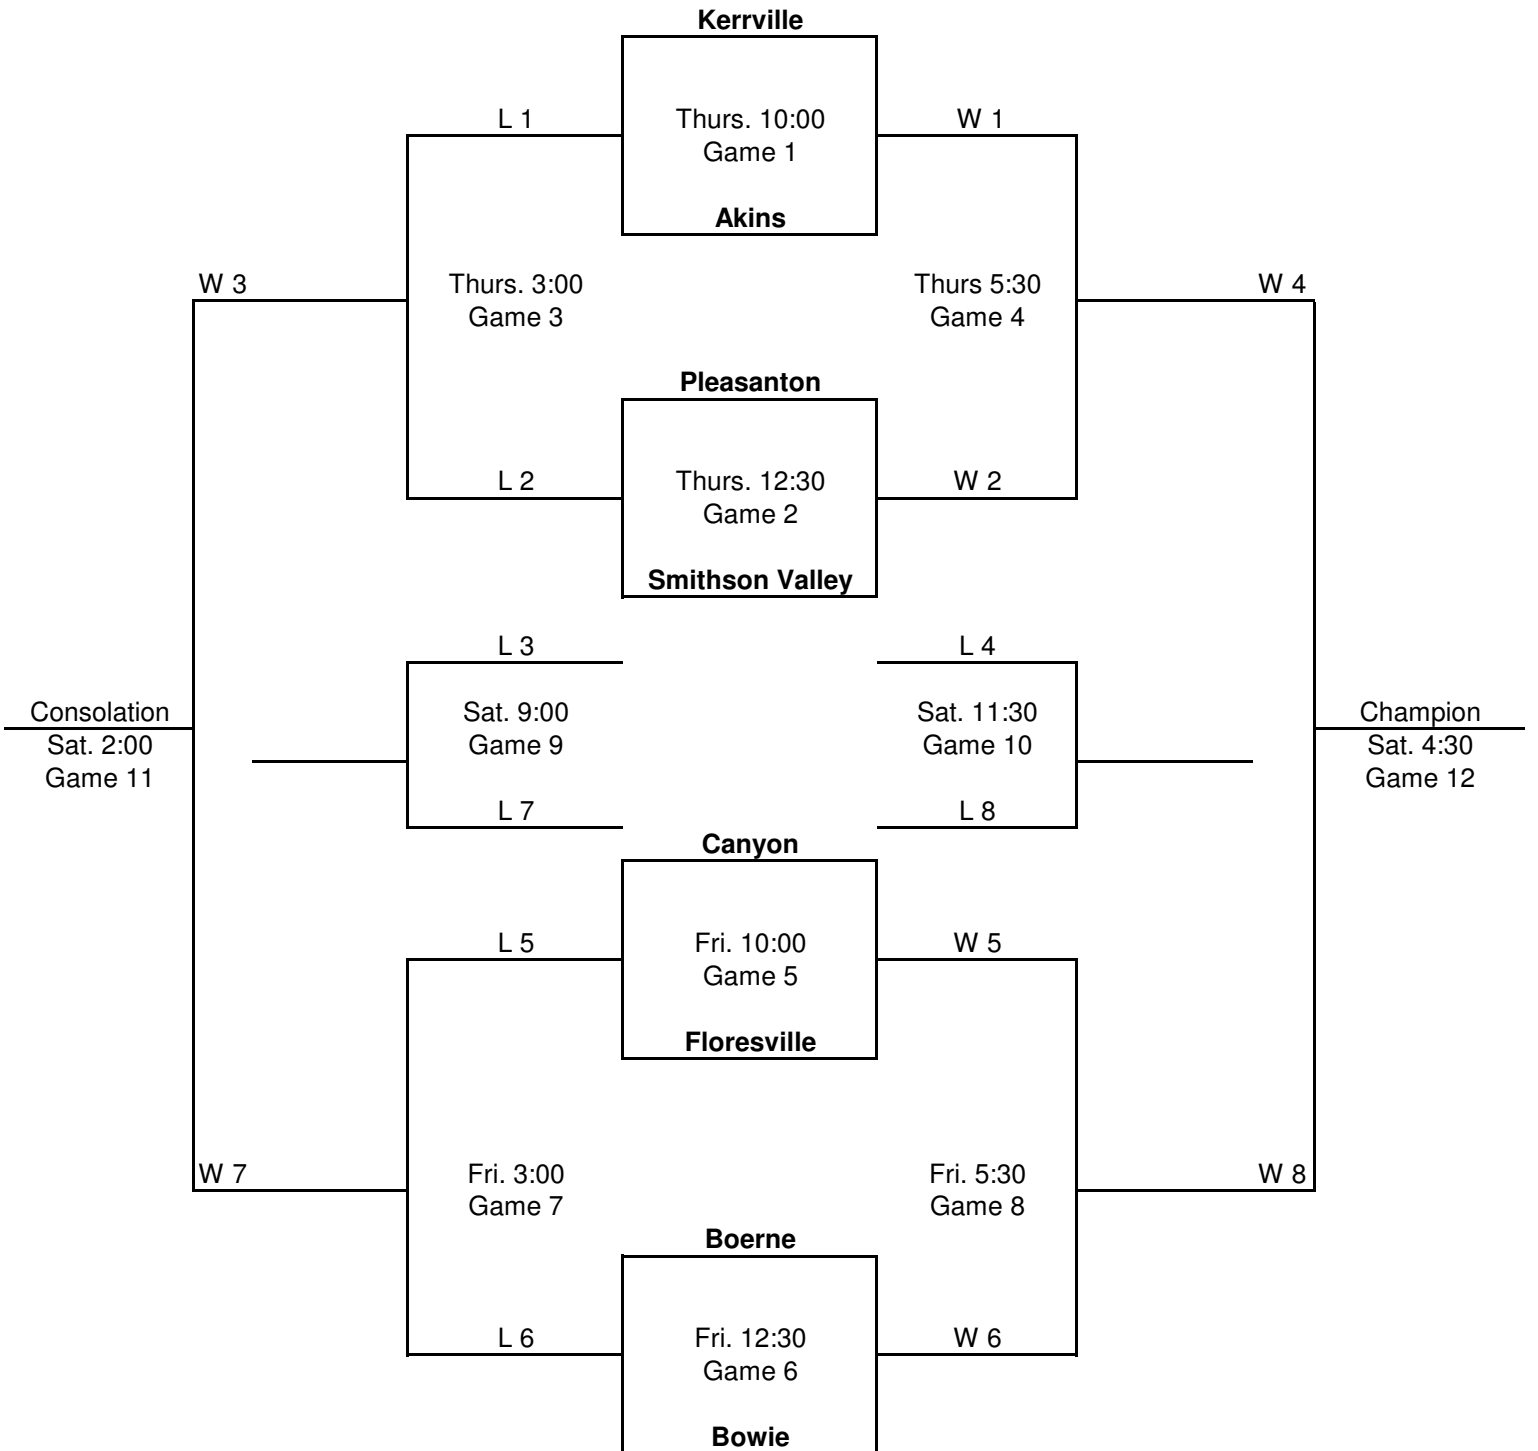 Kerrville
L 1
Thurs. 10:00
W 1
Game 1
Akins
W 3
Thurs. 3:00
Thurs 5:30
W 4
Game 3
Game 4
Pleasanton
L 2
Thurs. 12:30
W 2
Game 2
Smithson Valley
L 3
L 4
Consolation
Sat. 9:00
Sat. 11:30
Champion
Sat. 2:00
Game 9
Game 10
Sat. 4:30
Game 11
Game 12
L 7
L 8
Canyon
L 5
Fri. 10:00
W 5
Game 5
Floresville
W 7
Fri. 3:00
Fri. 5:30
W 8
Game 7
Game 8
Boerne
L 6
Fri. 12:30
W 6
Game 6
Bowie